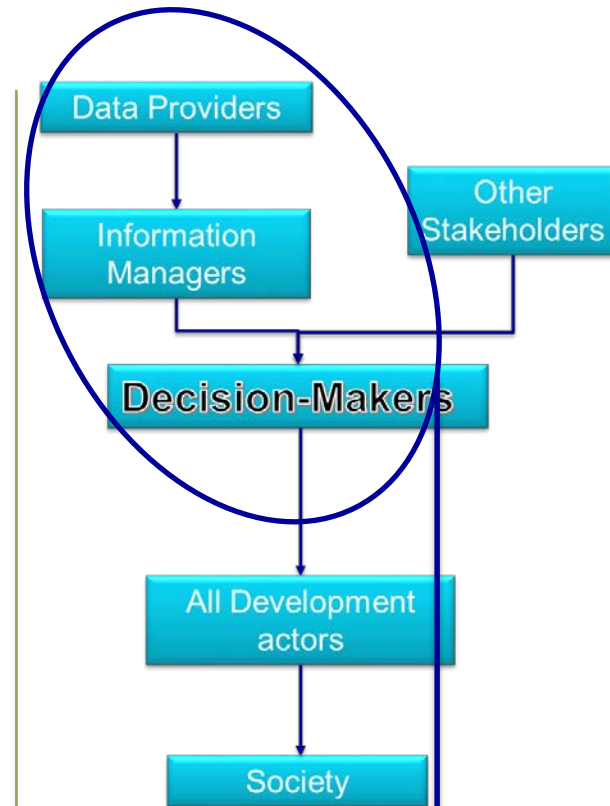 Data Providers
Other
Stakeholders
Information
Managers
Decision-Makers
All Development
actors
Society